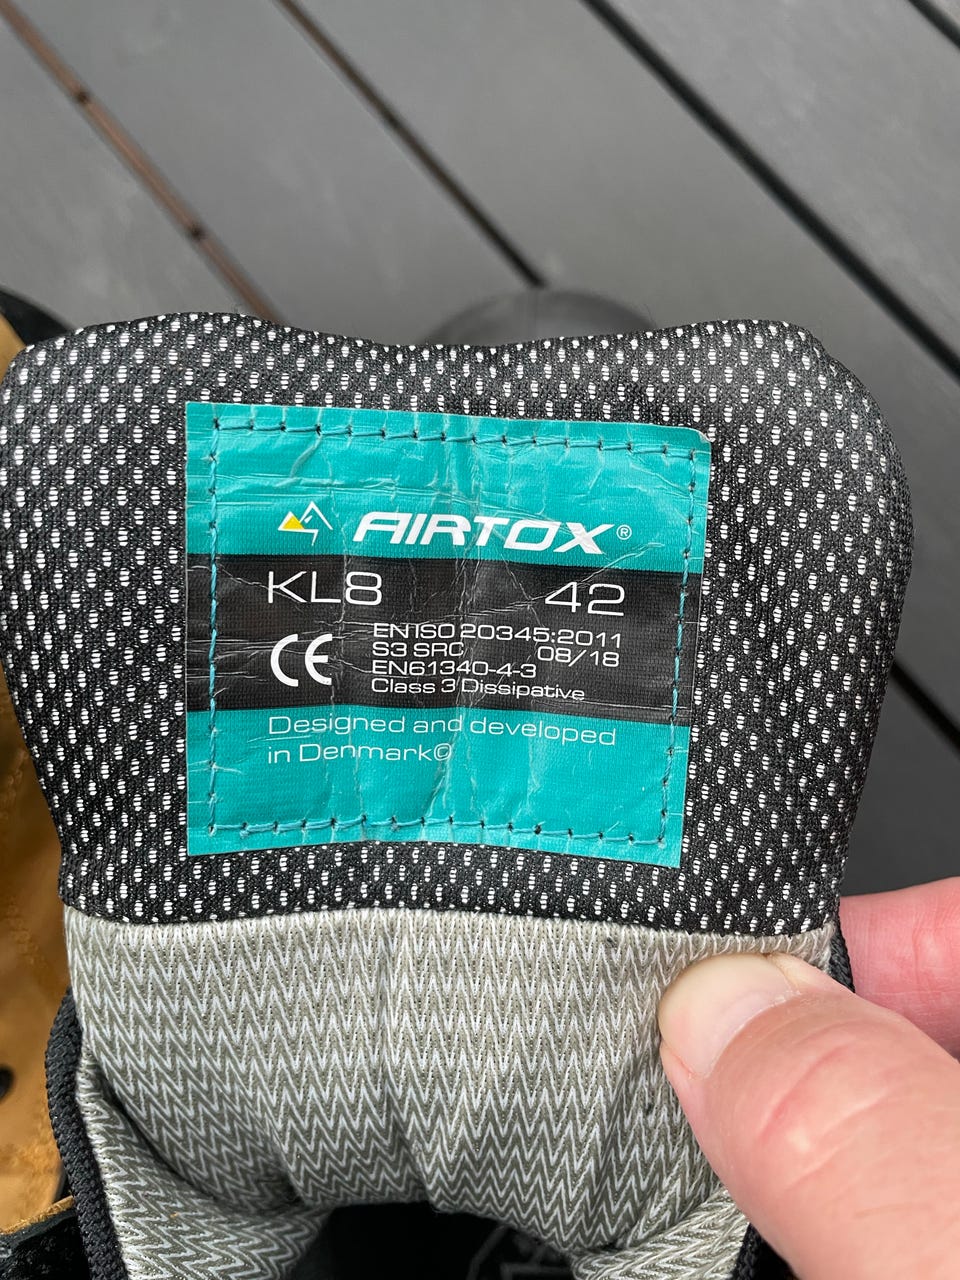 AIRTOX®
KL8 42
CE
EN ISO 20345:2011
S3 SRC 08/18
EN61340-4-3
Class 3 Dissipative
Designed and developed
in Denmark©